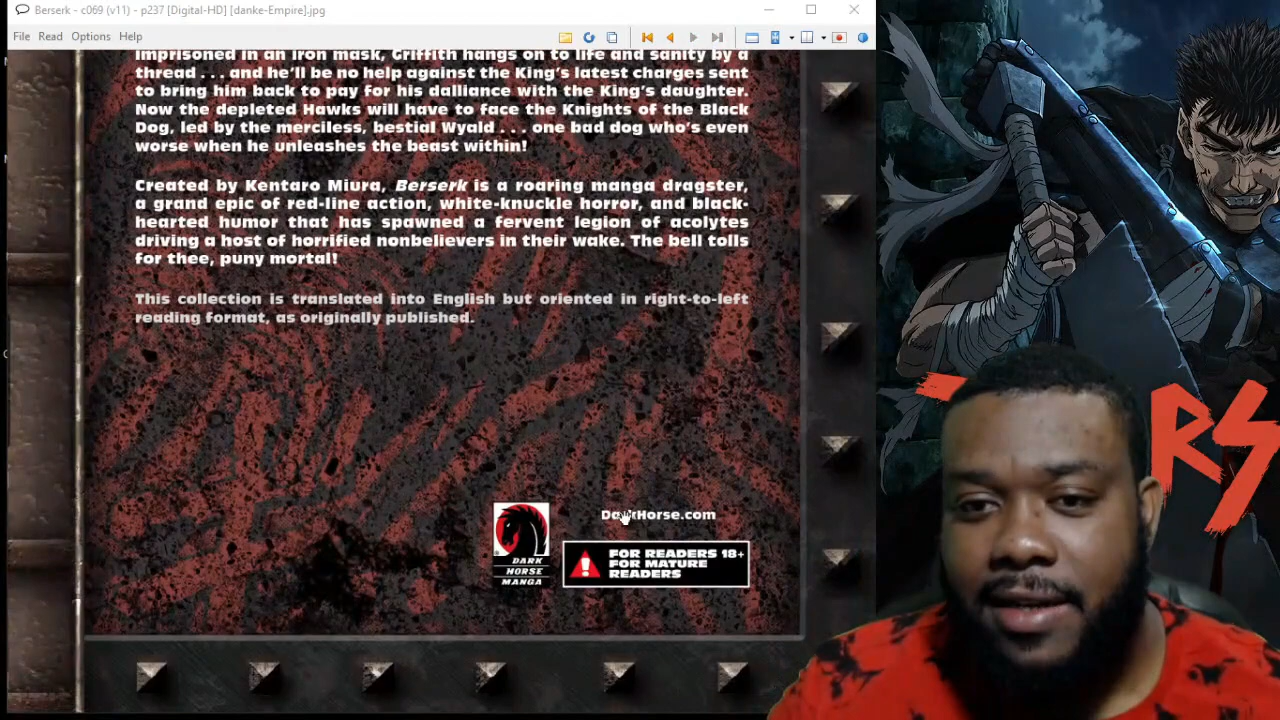 Berserk - c069 (v11) - p237 [Digital-HD] [danke-Empire].jpg
File Read Options Help
imprisoned in an iron mask, Griffith hangs on to life and sanity by a
thread . . . and he'll be no help against the King's latest charges sent
to bring him back to pay for his dalliance with the King's daughter.
Now the depleted Hawks will have to face the Knights of the Black
Dog, led by the merciless, bestial Wyald . . . one bad dog who's even
worse when he unleashes the beast within!
Created by Kentaro Miura, Berserk is a roaring manga dragster,
a grand epic of red-line action, white-knuckle horror, and black-
hearted humor that has spawned a fervent legion of acolytes
driving a host of horrified nonbelievers in their wake. The bell tolls
for thee, puny mortal!
This collection is translated into English but oriented in right-to-left
reading format, as originally published.
DarkHorse.com
DARK
HORSE
MANGA
FOR READERS 18+
FOR MATURE
READERS
RS